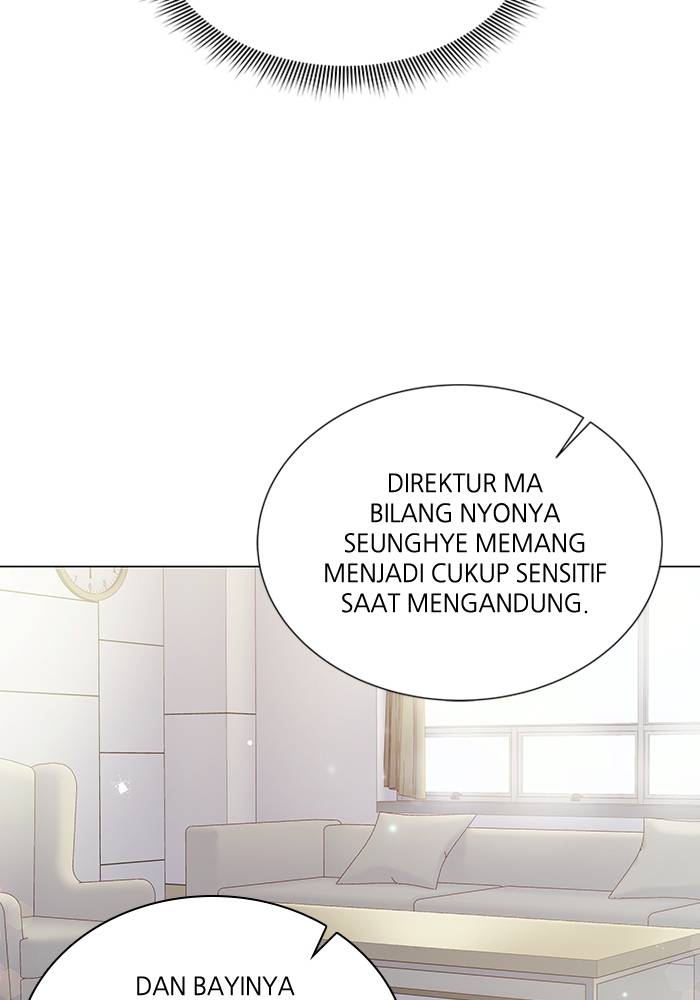 DIREKTUR MA
BILANG NYONYA
SEUNGHYE MEMANG
MENJADI CUKUP SENSITIF
SAAT MENGANDUNG.
DAN BAYINYA